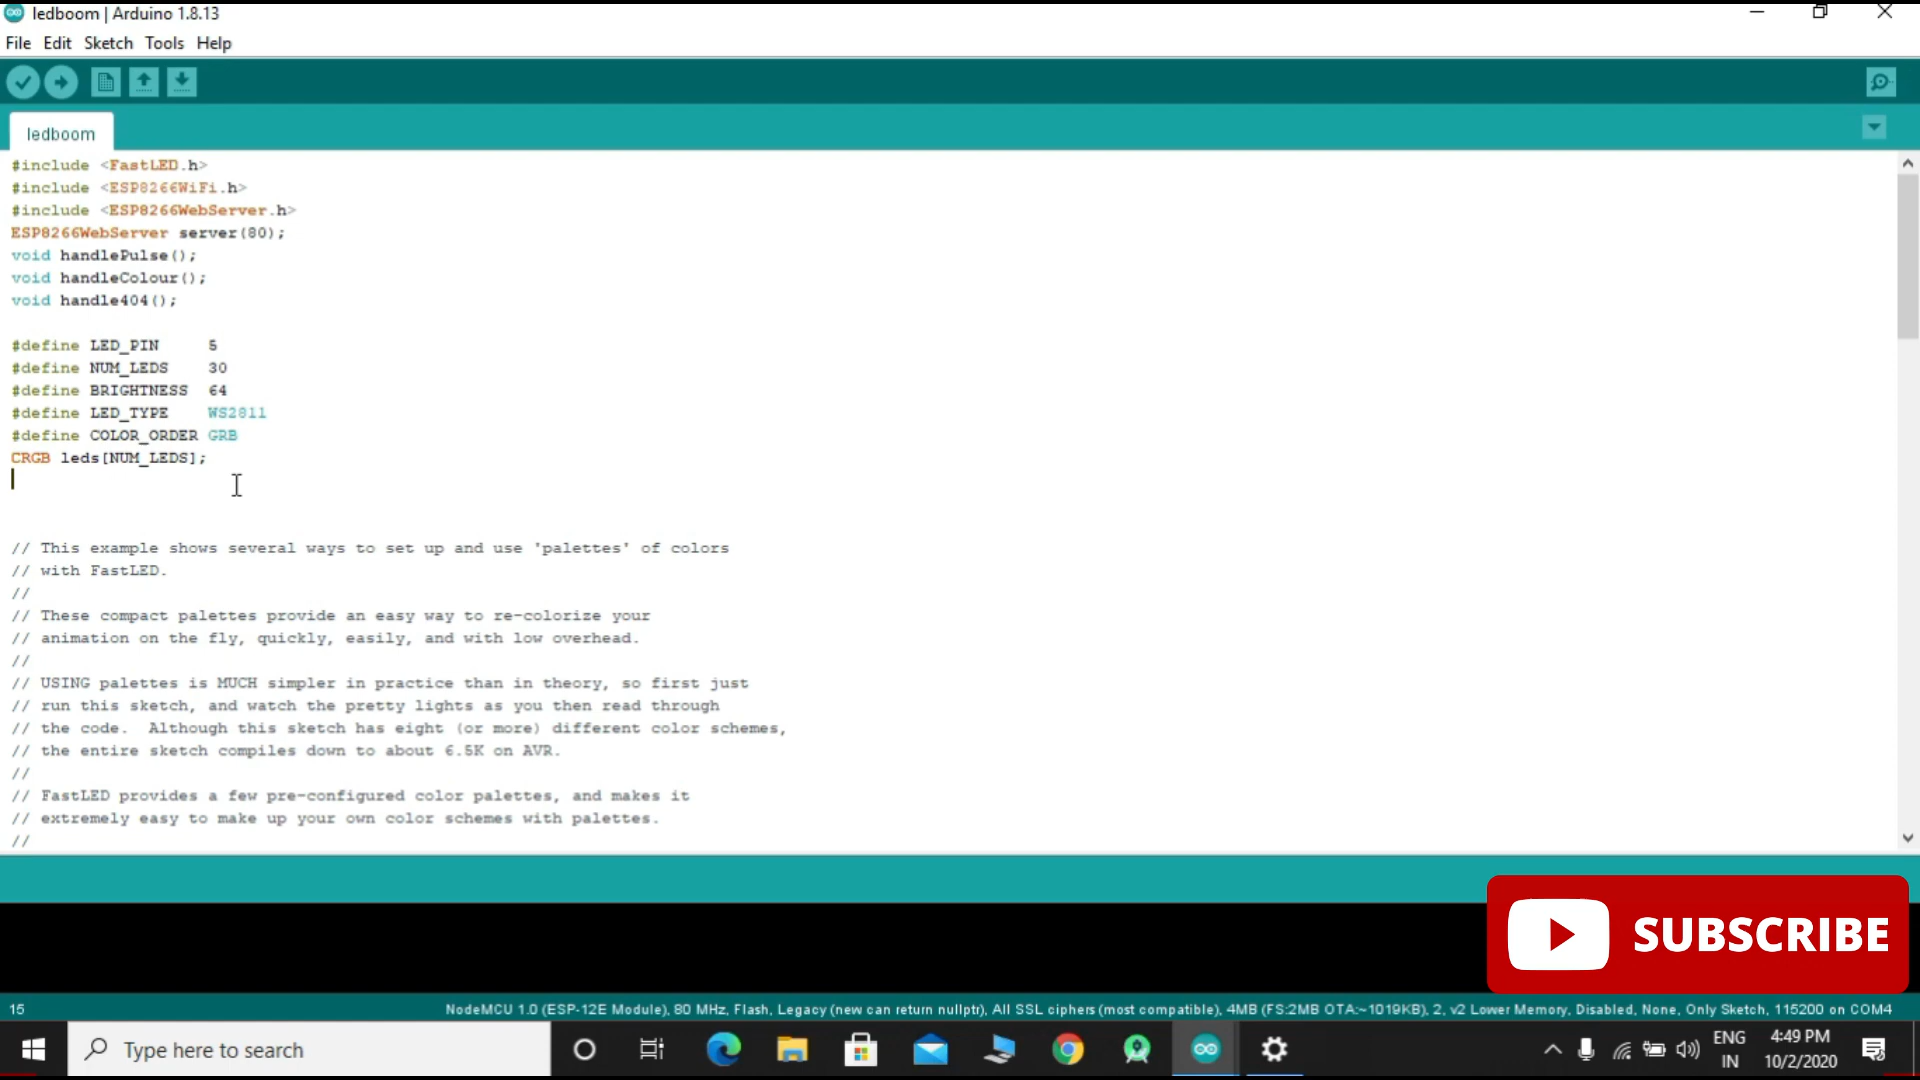 ledboom | Arduino 1.8.13
File Edit Sketch Tools Help
ledboom
#include <FastLED.h>
#include <ESP8266WiFi.h>
#include <ESP8266WebServer.h>
ESP8266WebServer server(80);
void handlePulse();
void handleColour();
void handle404();
#define LED_PIN     5
#define NUM_LEDS    30
#define BRIGHTNESS  64
#define LED_TYPE    WS2811
#define COLOR_ORDER GRB
CRGB leds[NUM_LEDS];
// This example shows several ways to set up and use 'palettes' of colors
// with FastLED.
//
// These compact palettes provide an easy way to re-colorize your
// animation on the fly, quickly, easily, and with low overhead.
//
// USING palettes is MUCH simpler in practice than in theory, so first just
// run this sketch, and watch the pretty lights as you then read through
// the code.  Although this sketch has eight (or more) different color schemes,
// the entire sketch compiles down to about 6.5K on AVR.
//
// FastLED provides a few pre-configured color palettes, and makes it
// extremely easy to make up your own color schemes with palettes.
//
SUBSCRIBE
15
NodeMCU 1.0 (ESP-12E Module), 80 MHz, Flash, Legacy (new can return nullptr), All SSL ciphers (most compatible), 4MB (FS:2MB OTA:~1019KB), 2, v2 Lower Memory, Disabled, None, Only Sketch, 115200 on COM4
Type here to search
ENG
IN
4:49 PM
10/2/2020